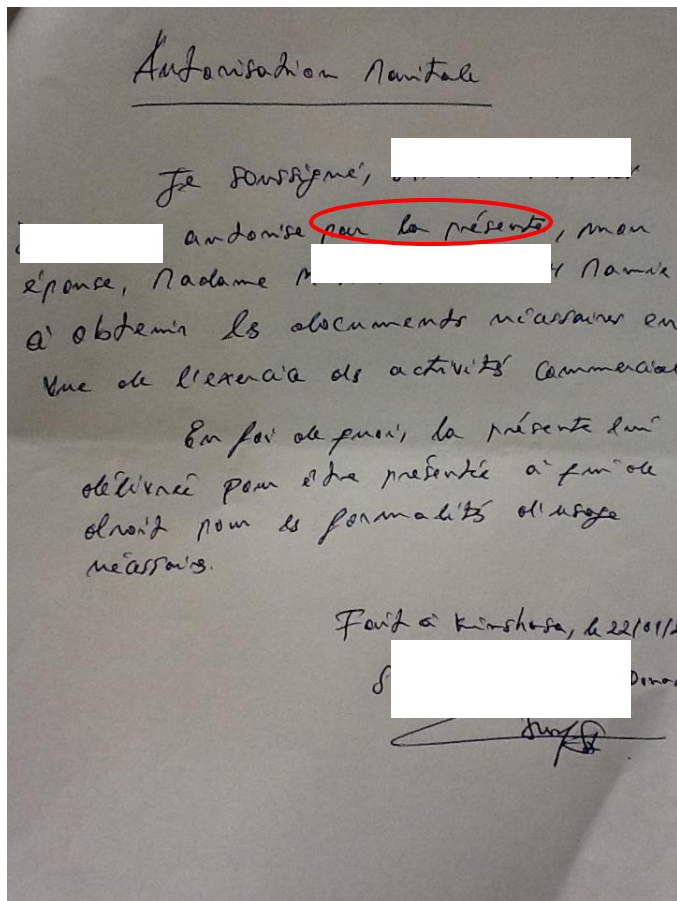 Autorisation Maritale
Je soussigné,
autorise par la présente, mon
épouse, Madame Mamie
à obtenir les documents nécessaires en
vue de l'exercice des activités
En foi de quoi, la présente lui
délivrée pour être présentée à qui de
droit pour les formalités d'usage
nécessaires.
Fait à Kinshasa, le 22/01/